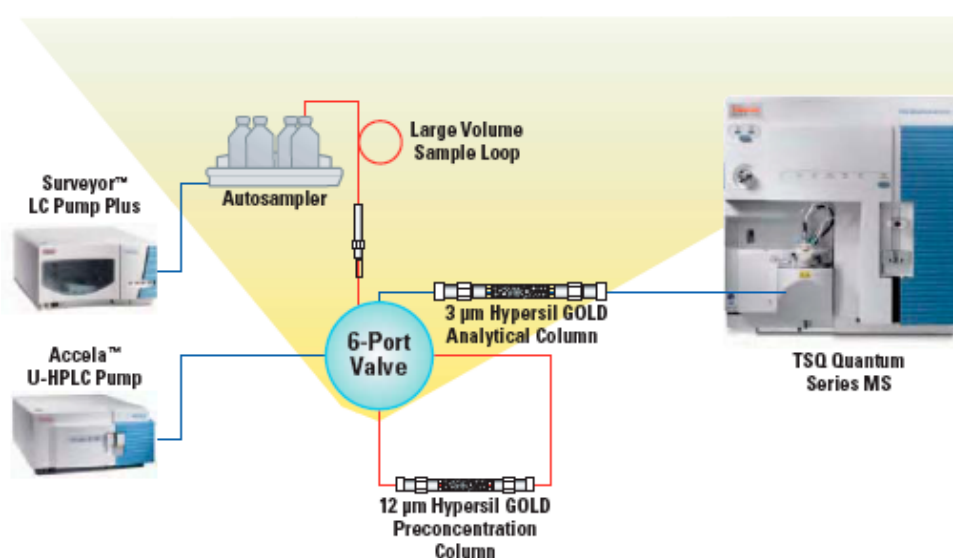 Large Volume
Sample Loop
Surveyor™
LC Pump Plus
Autosampler
3 µm Hypersil GOLD
Analytical Column
6-Port
Valve
Accela™
U-HPLC Pump
TSQ Quantum
Series MS
12 µm Hypersil GOLD
Preconcentration
Column